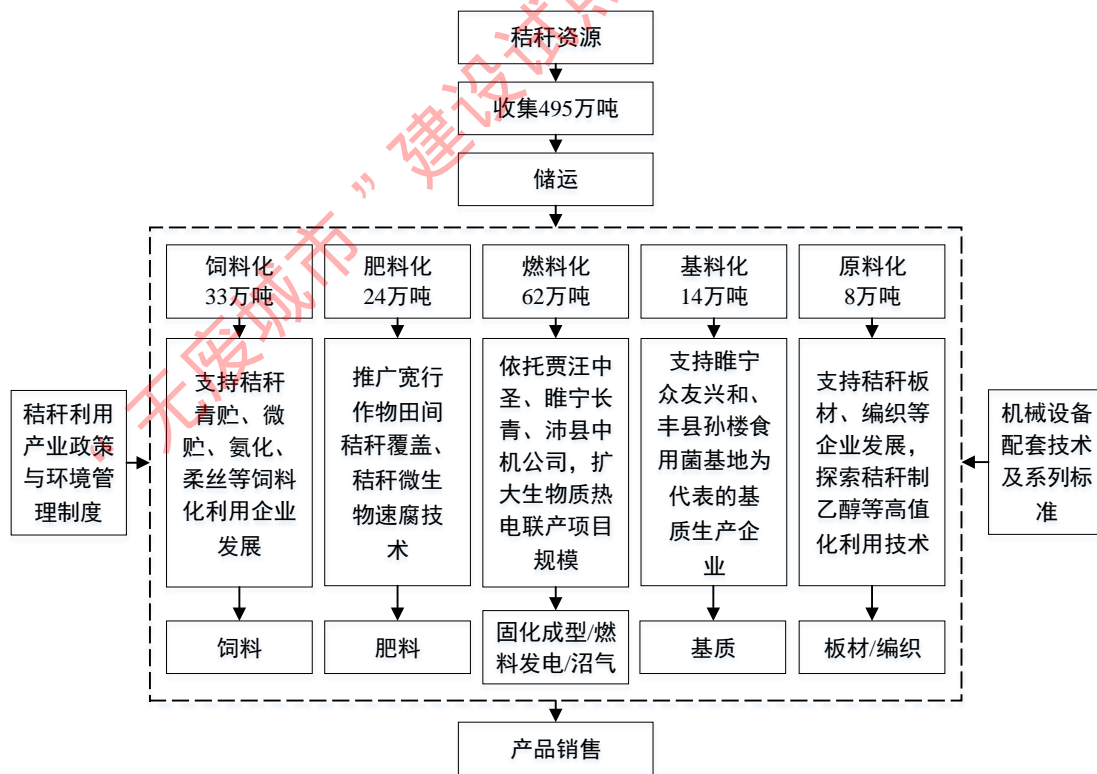 秸秆资源
收集495万吨
储运
饲料化
33万吨
肥料化
24万吨
燃料化
62万吨
基料化
14万吨
原料化
8万吨
秸秆利用
产业政策
与环境管
理制度
支持秸秆
青贮、微
贮、氨化、
柔丝等饲料
化利用企业
发展
推广宽行
作物田间
秸秆覆盖、
秸秆微生
物速腐技
术
依托贾汪中
圣、睢宁长
青、沛县中
机公司，扩
大生物质热
电联产项目
规模
支持睢宁
众友兴和、
丰县孙楼食
用菌基地为
代表的基
质生产企
业
支持秸秆板
材、编织等
企业发展，
探索秸秆制
乙醇等高值
化利用技术
机械设备
配套技术
及系列标
准
饲料
肥料
固化成型/燃
料发电/沼气
基质
板材/编织
产品销售
“无废城市”建设试